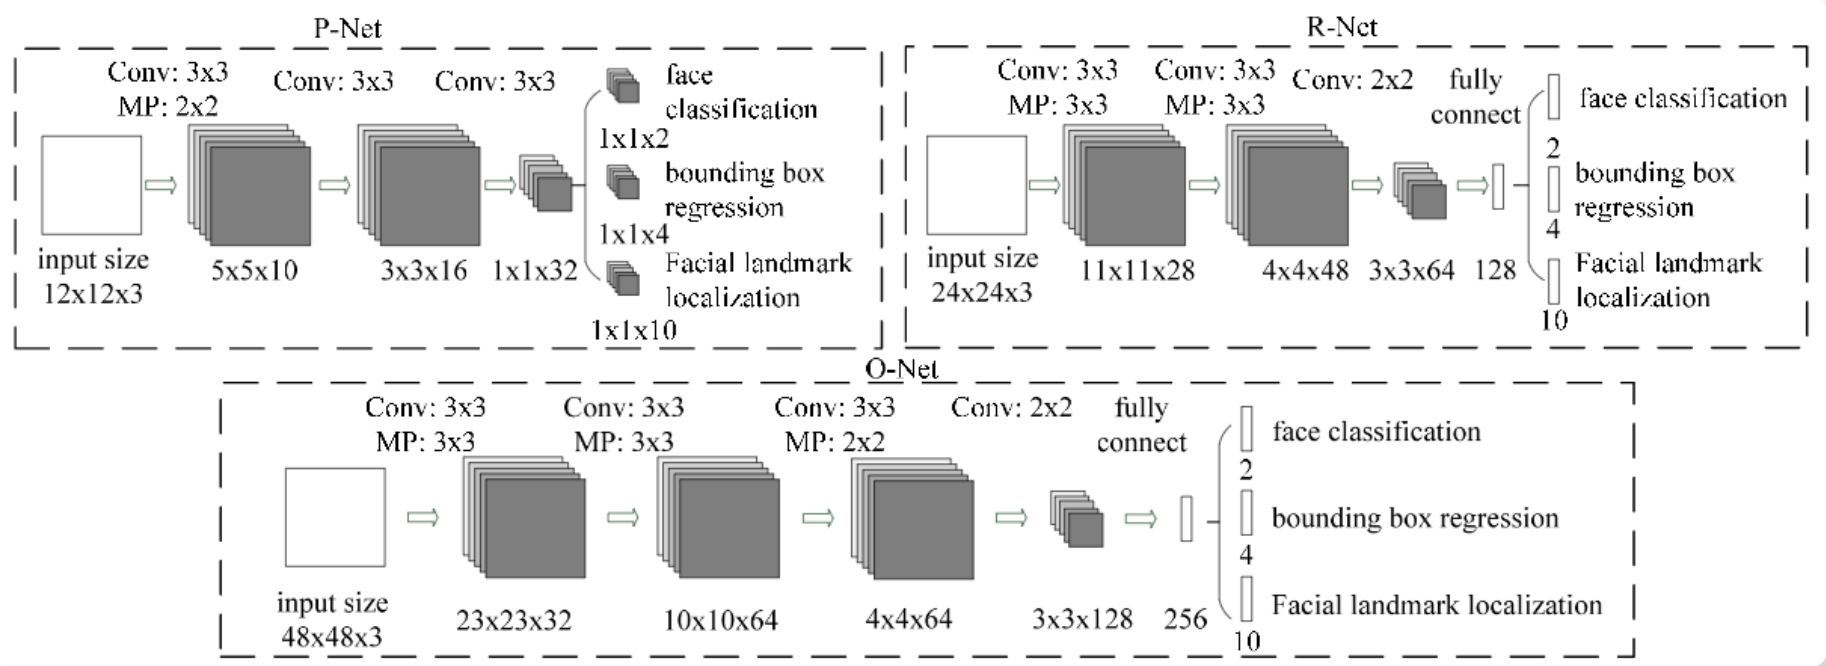 P-Net
Conv: 3x3
MP: 2x2
Conv: 3x3
Conv: 3x3
face
classification
1x1x2
bounding box
regression
1x1x4
Facial landmark
localization
1x1x10
input size
12x12x3
5x5x10
3x3x16
1x1x32
R-Net
Conv: 3x3
MP: 3x3
Conv: 3x3
MP: 3x3
Conv: 2x2
fully
connect
face classification
2
bounding box
regression
4
Facial landmark
localization
10
input size
24x24x3
11x11x28
4x4x48
3x3x64
128
O-Net
Conv: 3x3
MP: 3x3
Conv: 3x3
MP: 3x3
Conv: 3x3
MP: 2x2
Conv: 2x2
fully
connect
face classification
2
bounding box regression
4
Facial landmark localization
10
input size
48x48x3
23x23x32
10x10x64
4x4x64
3x3x128
256